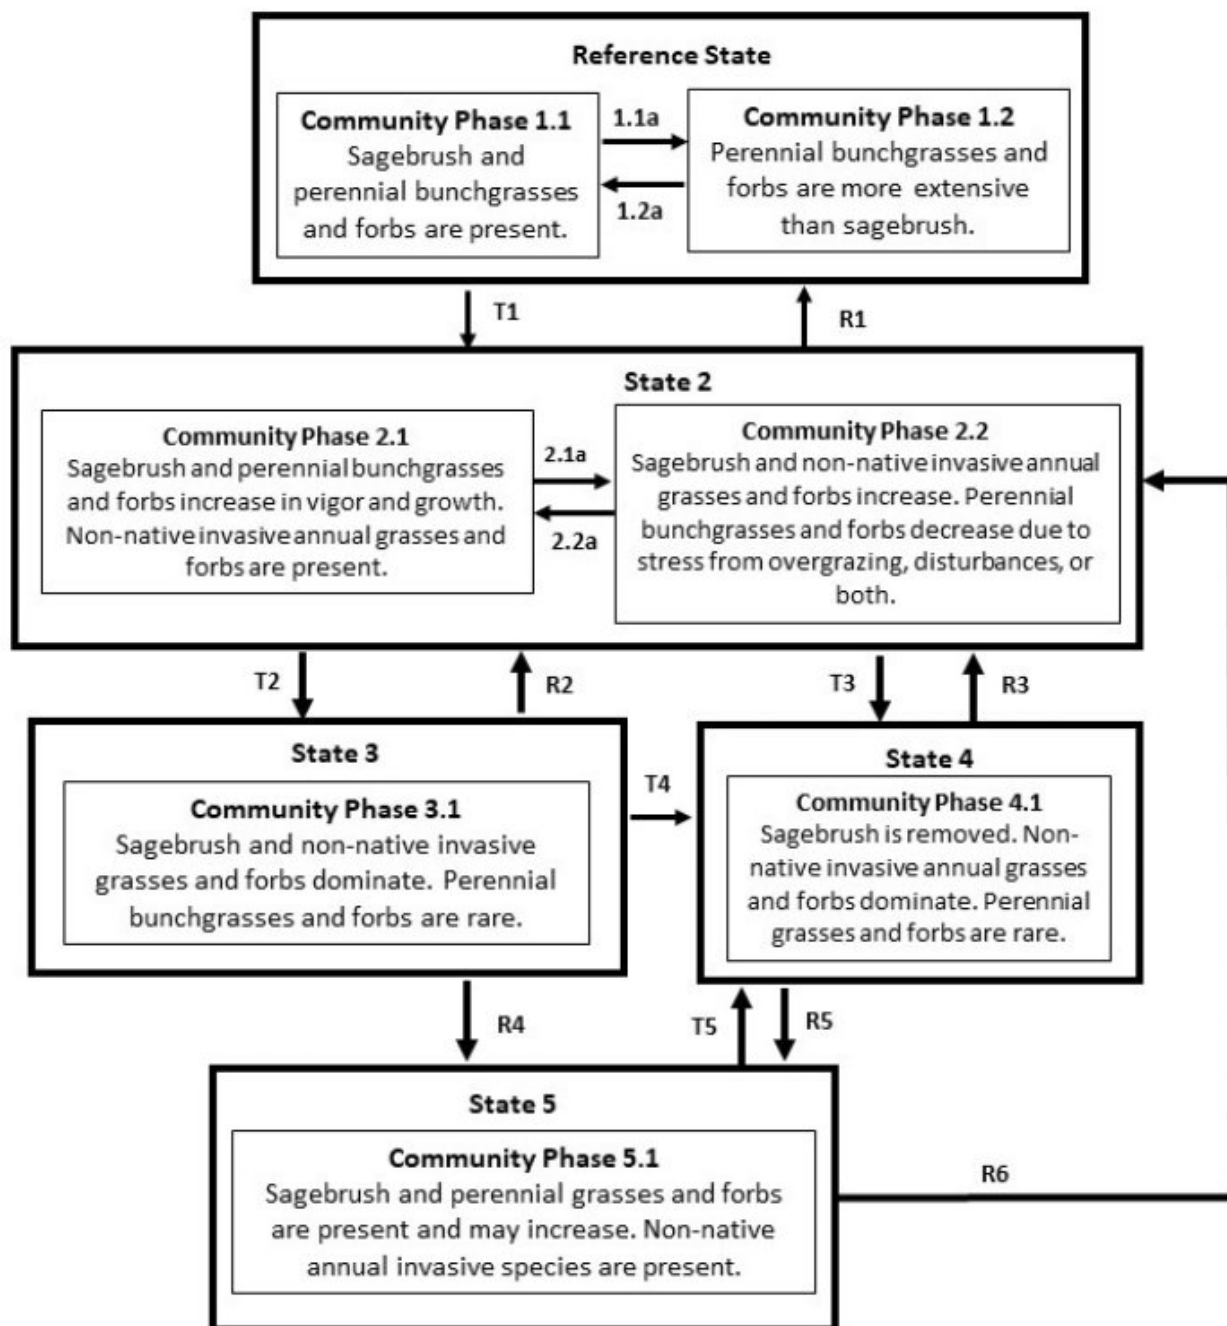 Reference State
Community Phase 1.1
Sagebrush and
perennial bunchgrasses
and forbs are present.
1.1a
1.2a
Community Phase 1.2
Perennial bunchgrasses and
forbs are more extensive
than sagebrush.
T1
R1
State 2
Community Phase 2.1
Sagebrush and perennial bunchgrasses
and forbs increase in vigor and growth.
Non-native invasive annual grasses and
forbs are present.
2.1a
2.2a
Community Phase 2.2
Sagebrush and non-native invasive annual
grasses and forbs increase. Perennial
bunchgrasses and forbs decrease due to
stress from overgrazing, disturbances, or
both.
T2
R2
T3
R3
State 3
Community Phase 3.1
Sagebrush and non-native invasive
grasses and forbs dominate. Perennial
bunchgrasses and forbs are rare.
T4
State 4
Community Phase 4.1
Sagebrush is removed. Non-
native invasive annual grasses
and forbs dominate. Perennial
grasses and forbs are rare.
R4
T5
R5
State 5
Community Phase 5.1
Sagebrush and perennial grasses and forbs
are present and may increase. Non-native
annual invasive species are present.
R6